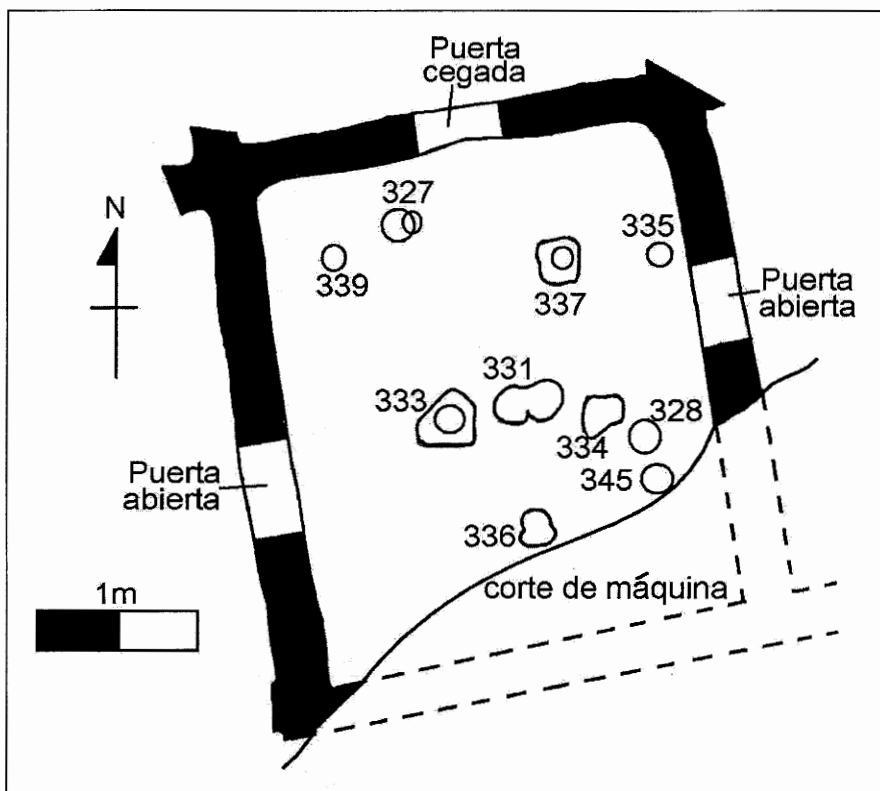 Puerta
cegada
N
327
335
339
337
Puerta
abierta
331
333
328
334
Puerta
abierta
345
336
corte de máquina
1m